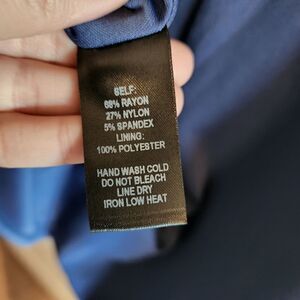 SELF:
68% RAYON
27% NYLON
5% SPANDEX
LINING:
100% POLYESTER
HAND WASH COLD
DO NOT BLEACH
LINE DRY
IRON LOW HEAT